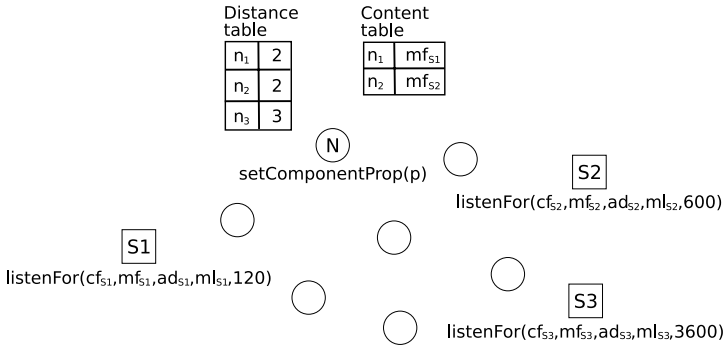 Distance table
Content table
n₁ 2
n₂ 2
n₃ 3
n₁ mfₛ₁
n₂ mfₛ₂
N
setComponentProp(p)
S2
listenFor(cfₛ₂,mfₛ₂,adₛ₂,mlₛ₂,600)
S1
listenFor(cfₛ₁,mfₛ₁,adₛ₁,mlₛ₁,120)
S3
listenFor(cfₛ₃,mfₛ₃,adₛ₃,mlₛ₃,3600)